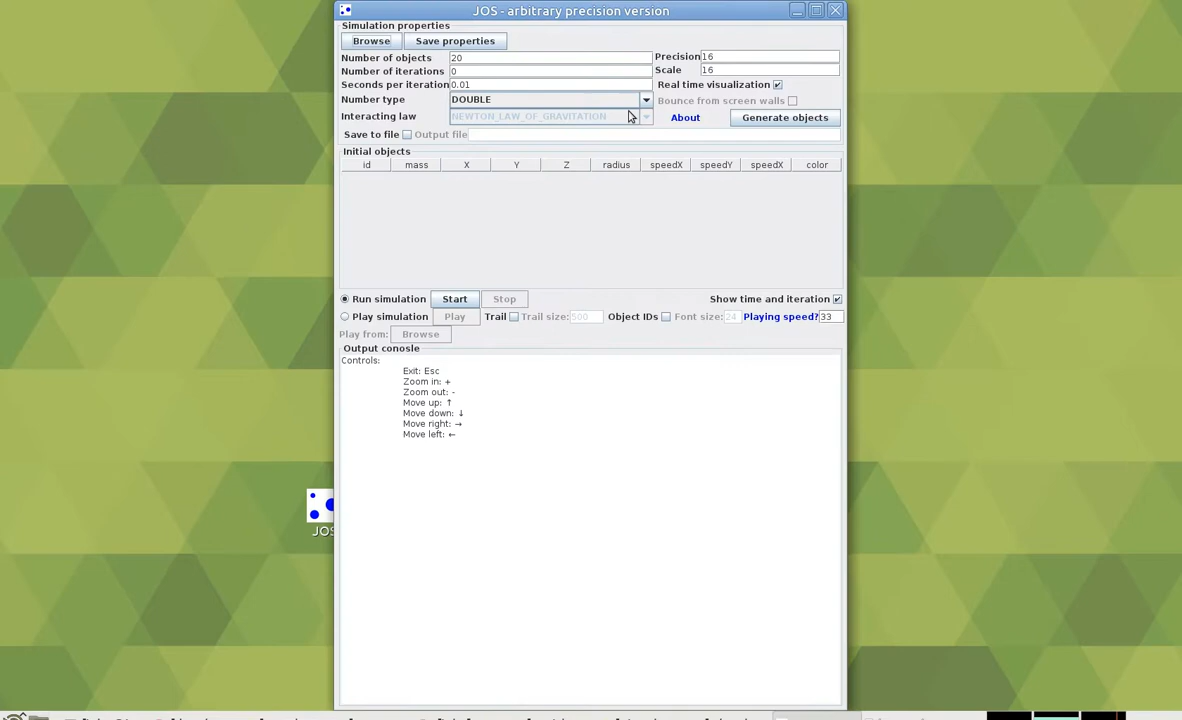 JOS - arbitrary precision version
Simulation properties
Browse Save properties
Number of objects 20 Precision 16
Number of iterations 0 Scale 16
Seconds per iteration 0.01 Real time visualization
Number type DOUBLE Bounce from screen walls
Interacting law NEWTON_LAW_OF_GRAVITATION About Generate objects
Save to file Output file
Initial objects
id mass X Y Z radius speedX speedY speedX color
Run simulation Start Stop Show time and iteration
Play simulation Play Trail Trail size: 500 Object IDs Font size: 24 Playing speed? 33
Play from: Browse
Output conosle
Controls:
Exit: Esc
Zoom in: +
Zoom out: -
Move up: ↑
Move down: ↓
Move right: →
Move left: ←
JOS